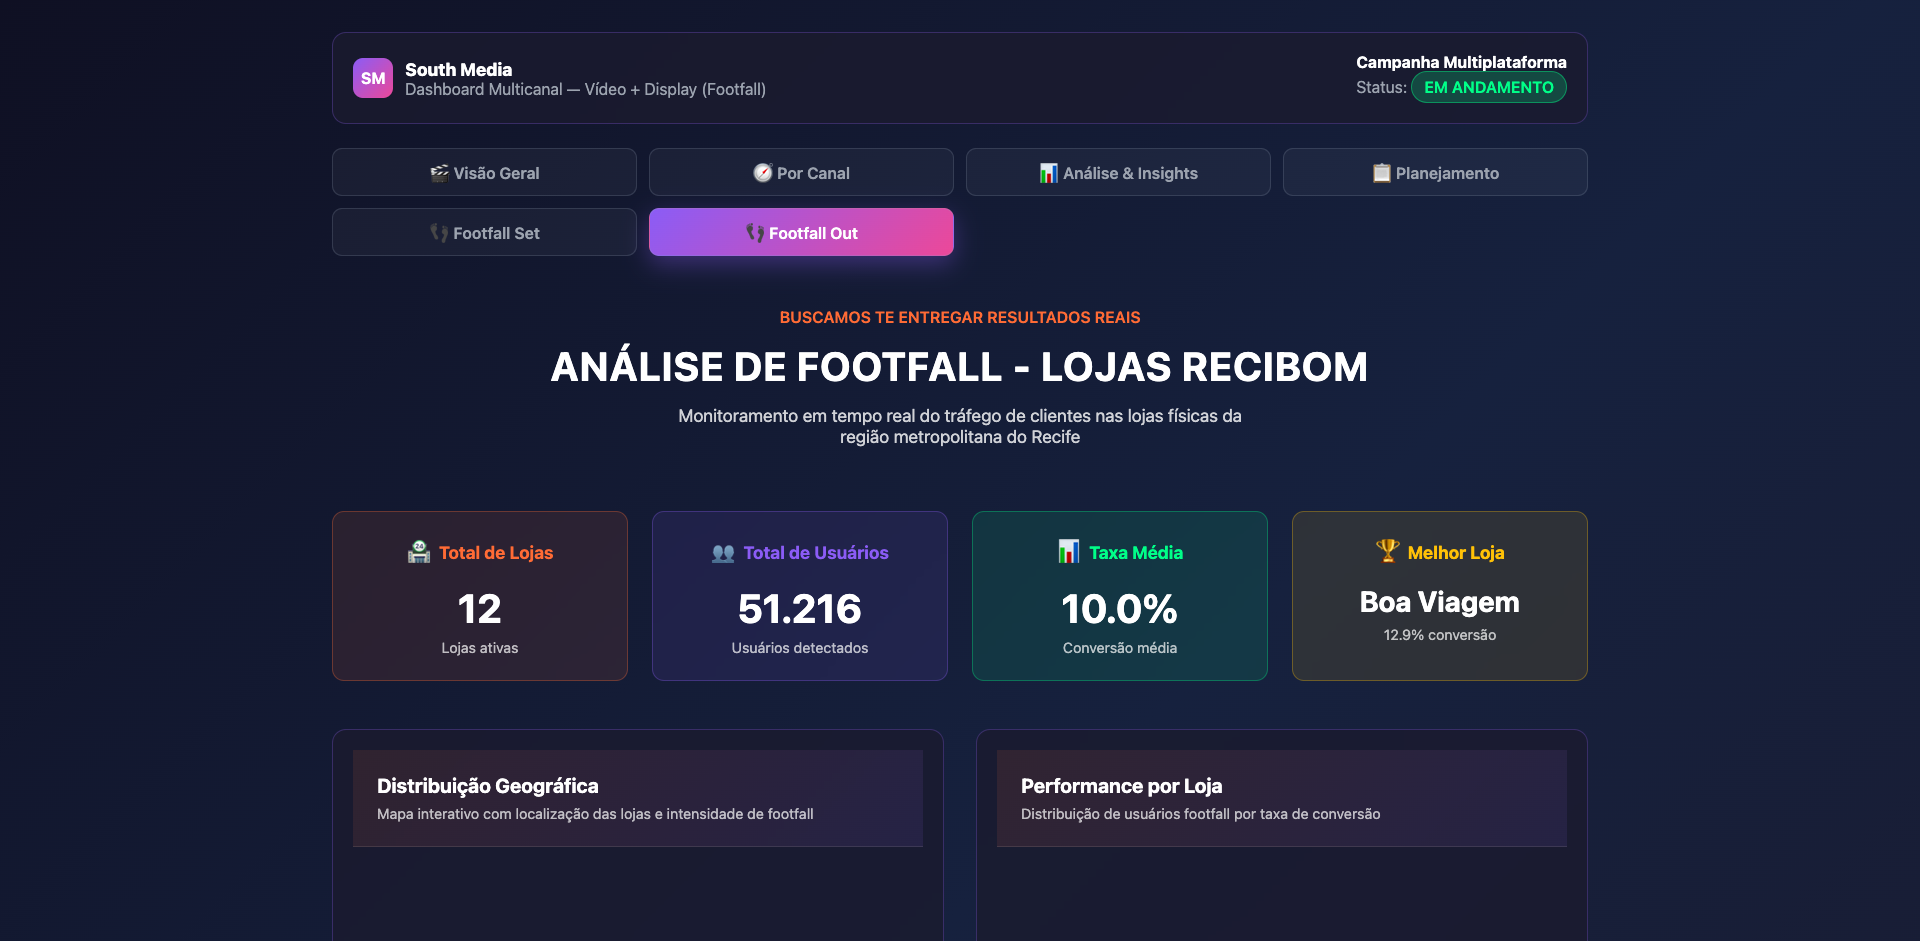 SM
South Media
Dashboard Multicanal — Vídeo + Display (Footfall)
Campanha Multiplataforma
Status: EM ANDAMENTO
Visão Geral
Por Canal
Análise & Insights
Planejamento
Footfall Set
Footfall Out
BUSCAMOS TE ENTREGAR RESULTADOS REAIS
ANÁLISE DE FOOTFALL - LOJAS RECIBOM
Monitoramento em tempo real do tráfego de clientes nas lojas físicas da
região metropolitana do Recife
Total de Lojas
12
Lojas ativas
Total de Usuários
51.216
Usuários detectados
Taxa Média
10.0%
Conversão média
Melhor Loja
Boa Viagem
12.9% conversão
Distribuição Geográfica
Mapa interativo com localização das lojas e intensidade de footfall
Performance por Loja
Distribuição de usuários footfall por taxa de conversão